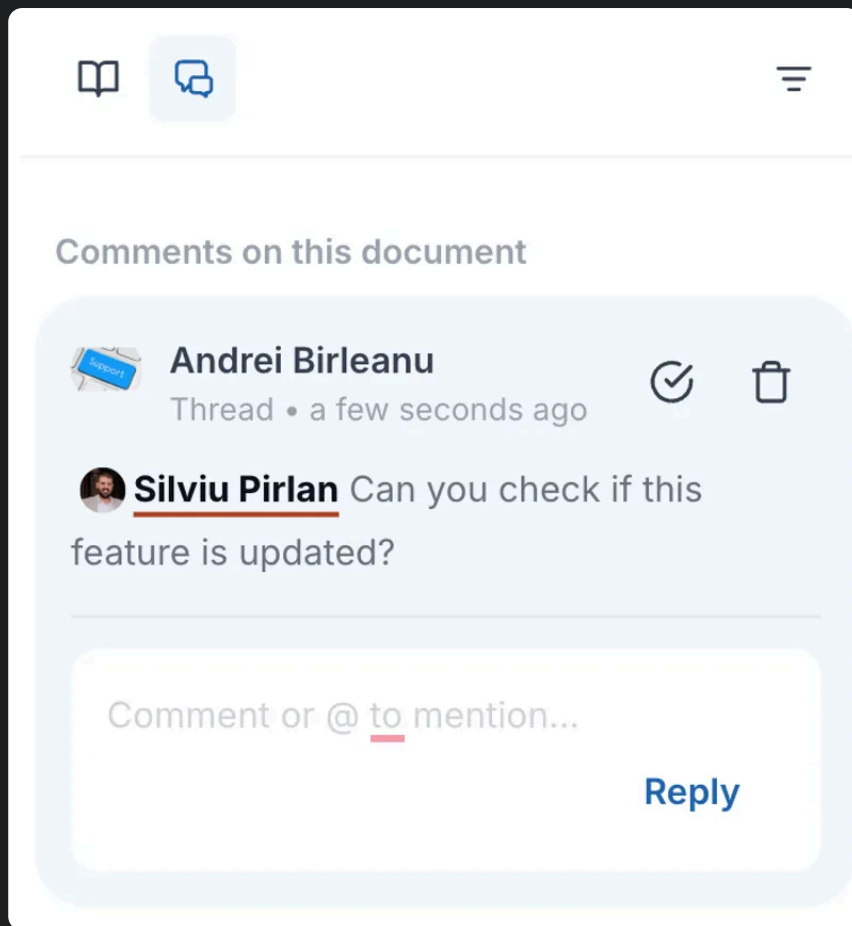 Comments on this document
Support
Andrei Birleanu
Thread • a few seconds ago
Silviu Pirlan Can you check if this
feature is updated?
Comment or @ to mention...
Reply